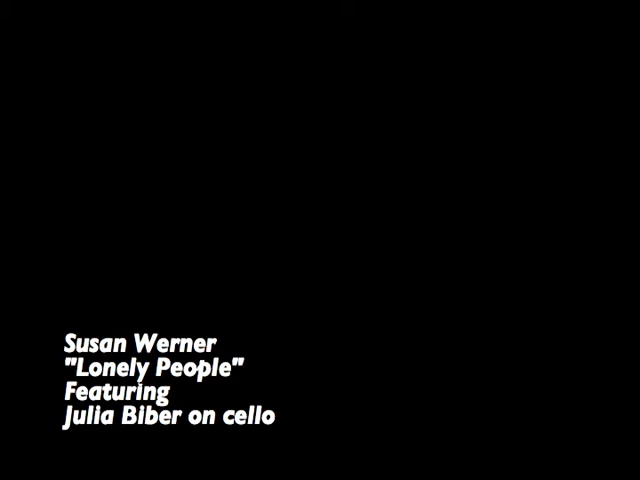 Susan Werner
"Lonely People"
Featuring
Julia Biber on cello